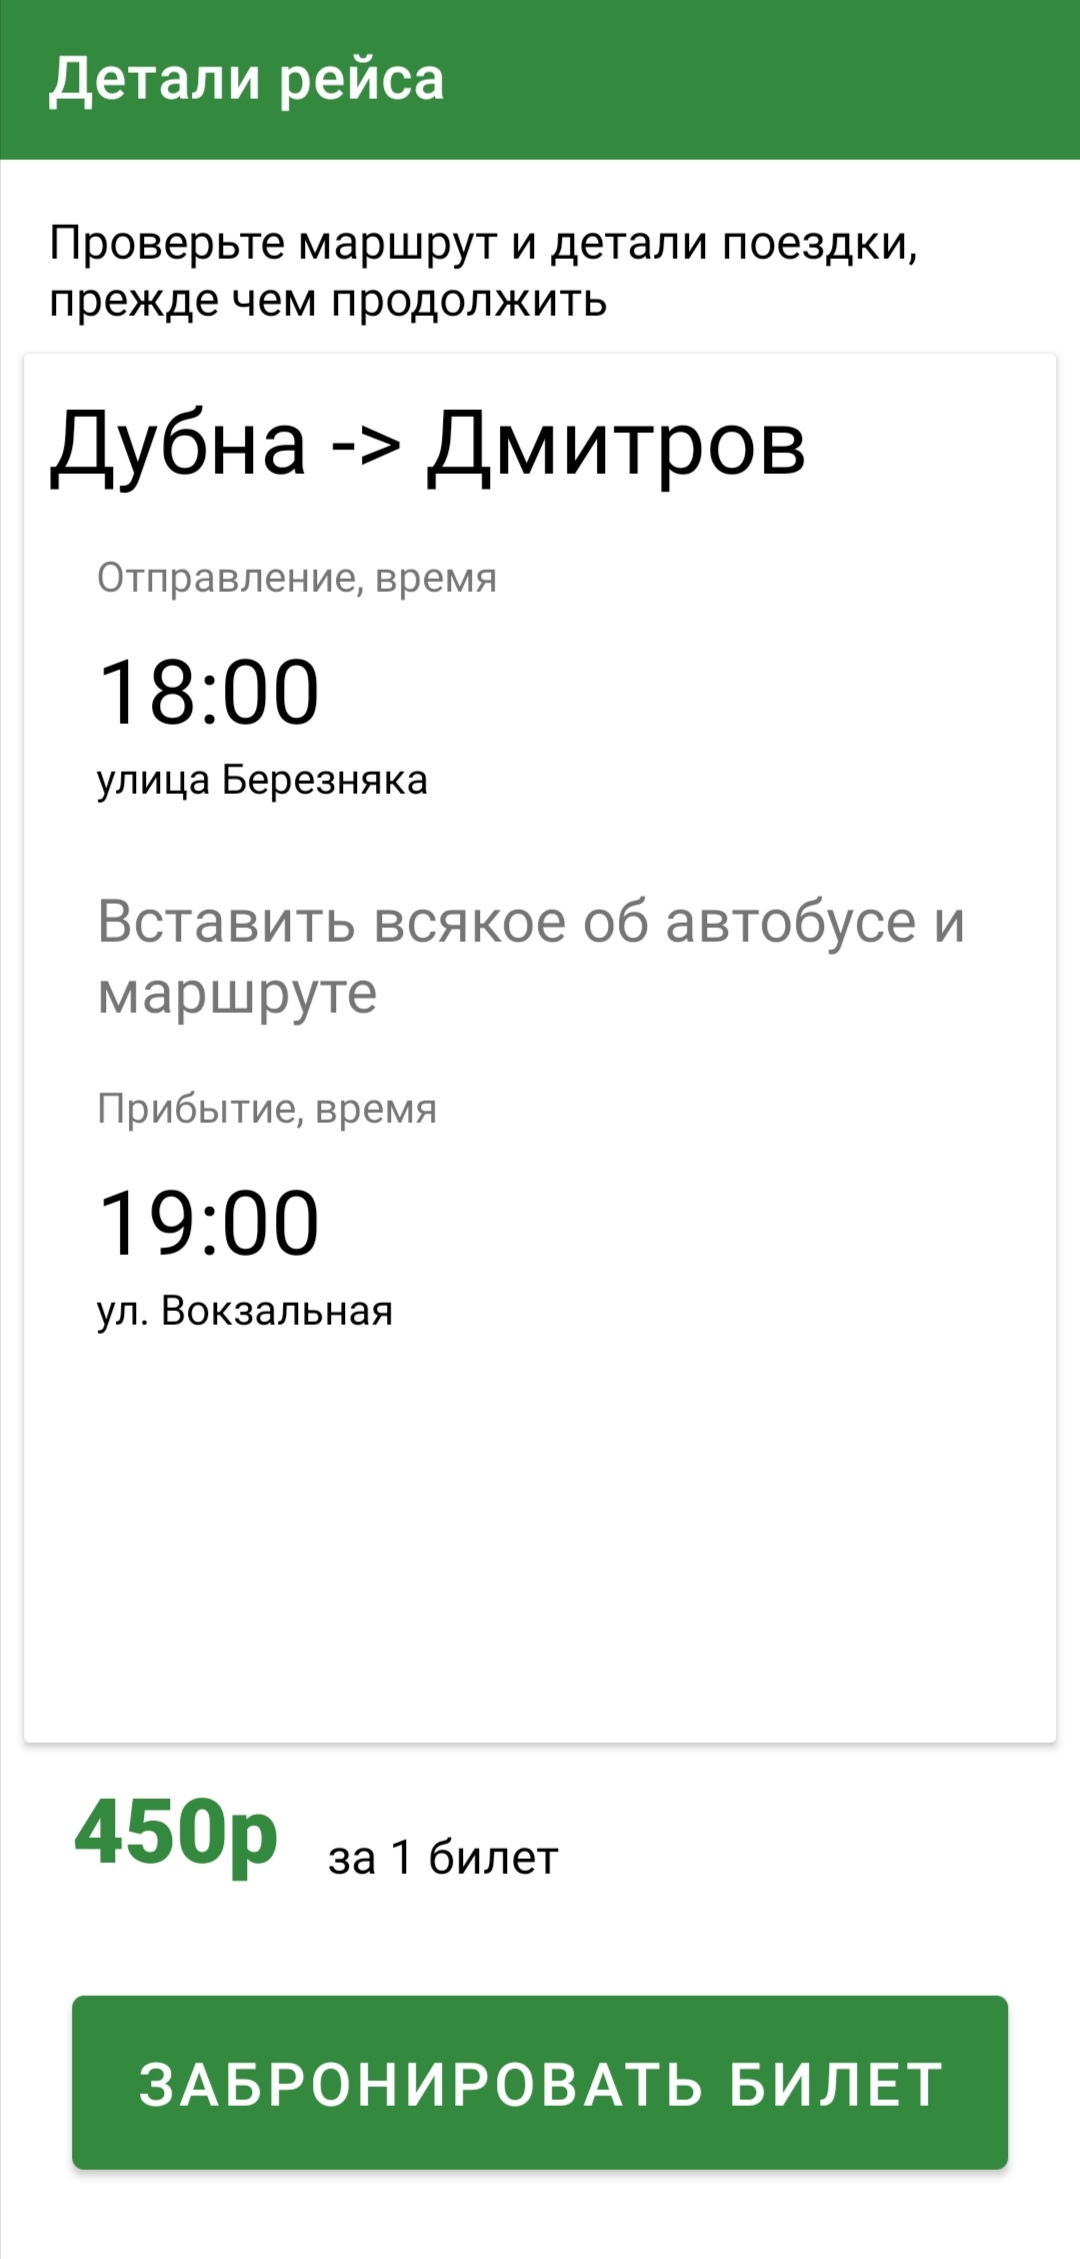 Детали рейса
Проверьте маршрут и детали поездки,
прежде чем продолжить
Дубна -> Дмитров
Отправление, время
18:00
улица Березняка
Вставить всякое об автобусе и
маршруте
Прибытие, время
19:00
ул. Вокзальная
450р за 1 билет
ЗАБРОНИРОВАТЬ БИЛЕТ